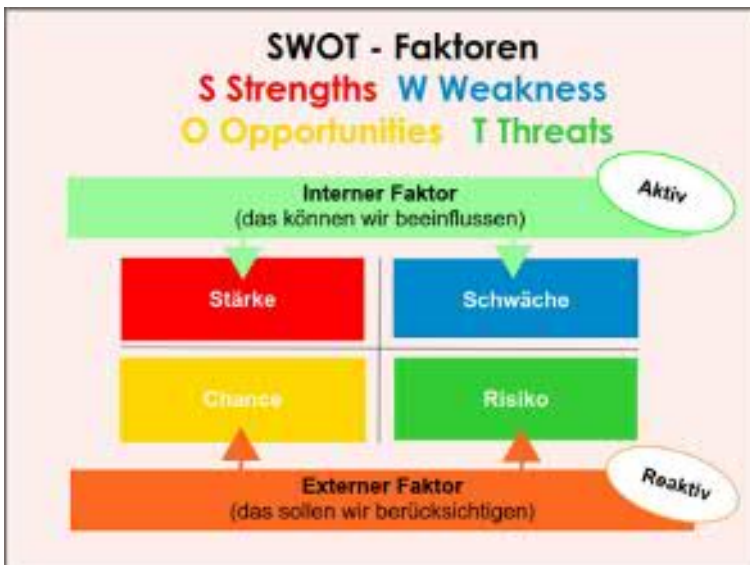 SWOT - Faktoren
S Strengths W Weakness
O Opportunities T Threats
Interner Faktor
(das können wir beeinflussen)
Aktiv
Stärke
Schwäche
Chance
Risiko
Externer Faktor
(das sollen wir berücksichtigen)
Reaktiv